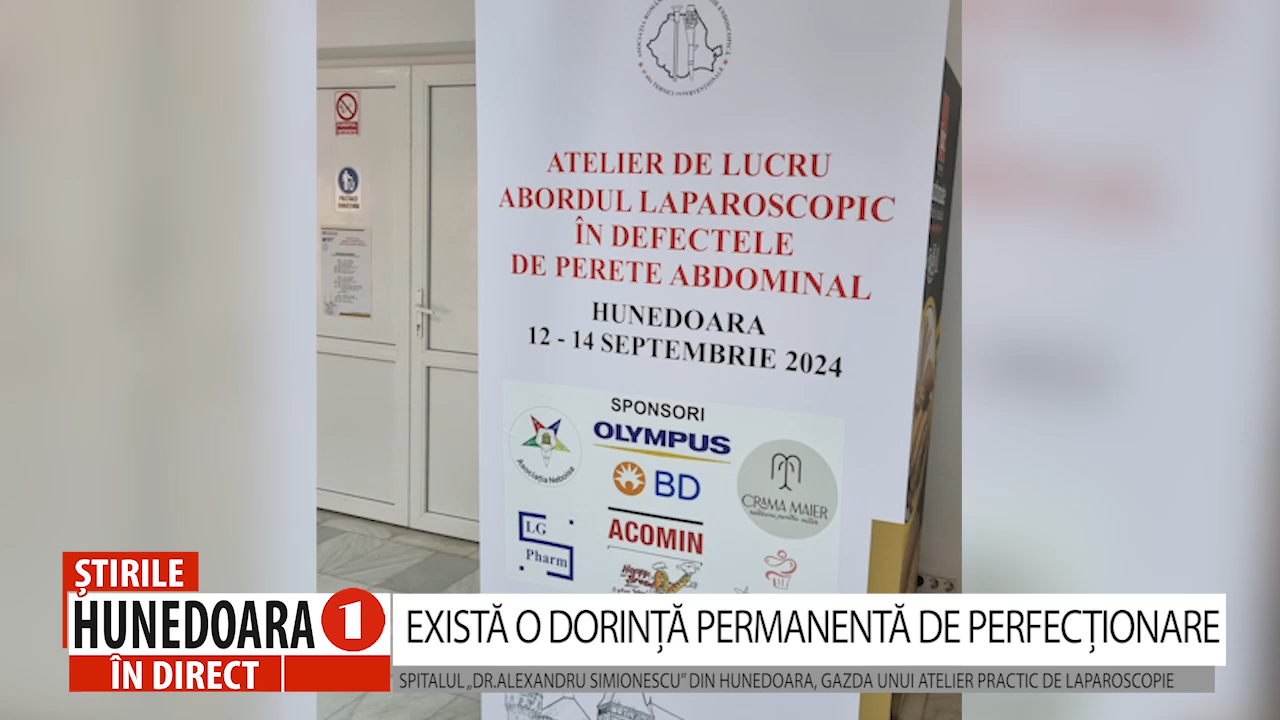 ATELIER DE LUCRU
ABORDUL LAPAROSCOPIC
ÎN DEFECTELE
DE PERETE ABDOMINAL
HUNEDOARA
12 - 14 SEPTEMBRIE 2024
SPONSORI
Asociația Neboisa
OLYMPUS
BD
CRAMA MAIER
LG
Pharm
ACOMIN
ȘTIRILE
HUNEDOARA 1
ÎN DIRECT
EXISTĂ O DORINȚĂ PERMANENTĂ DE PERFECȚIONARE
SPITALUL „DR.ALEXANDRU SIMIONESCU” DIN HUNEDOARA, GAZDA UNUI ATELIER PRACTIC DE LAPAROSCOPIE